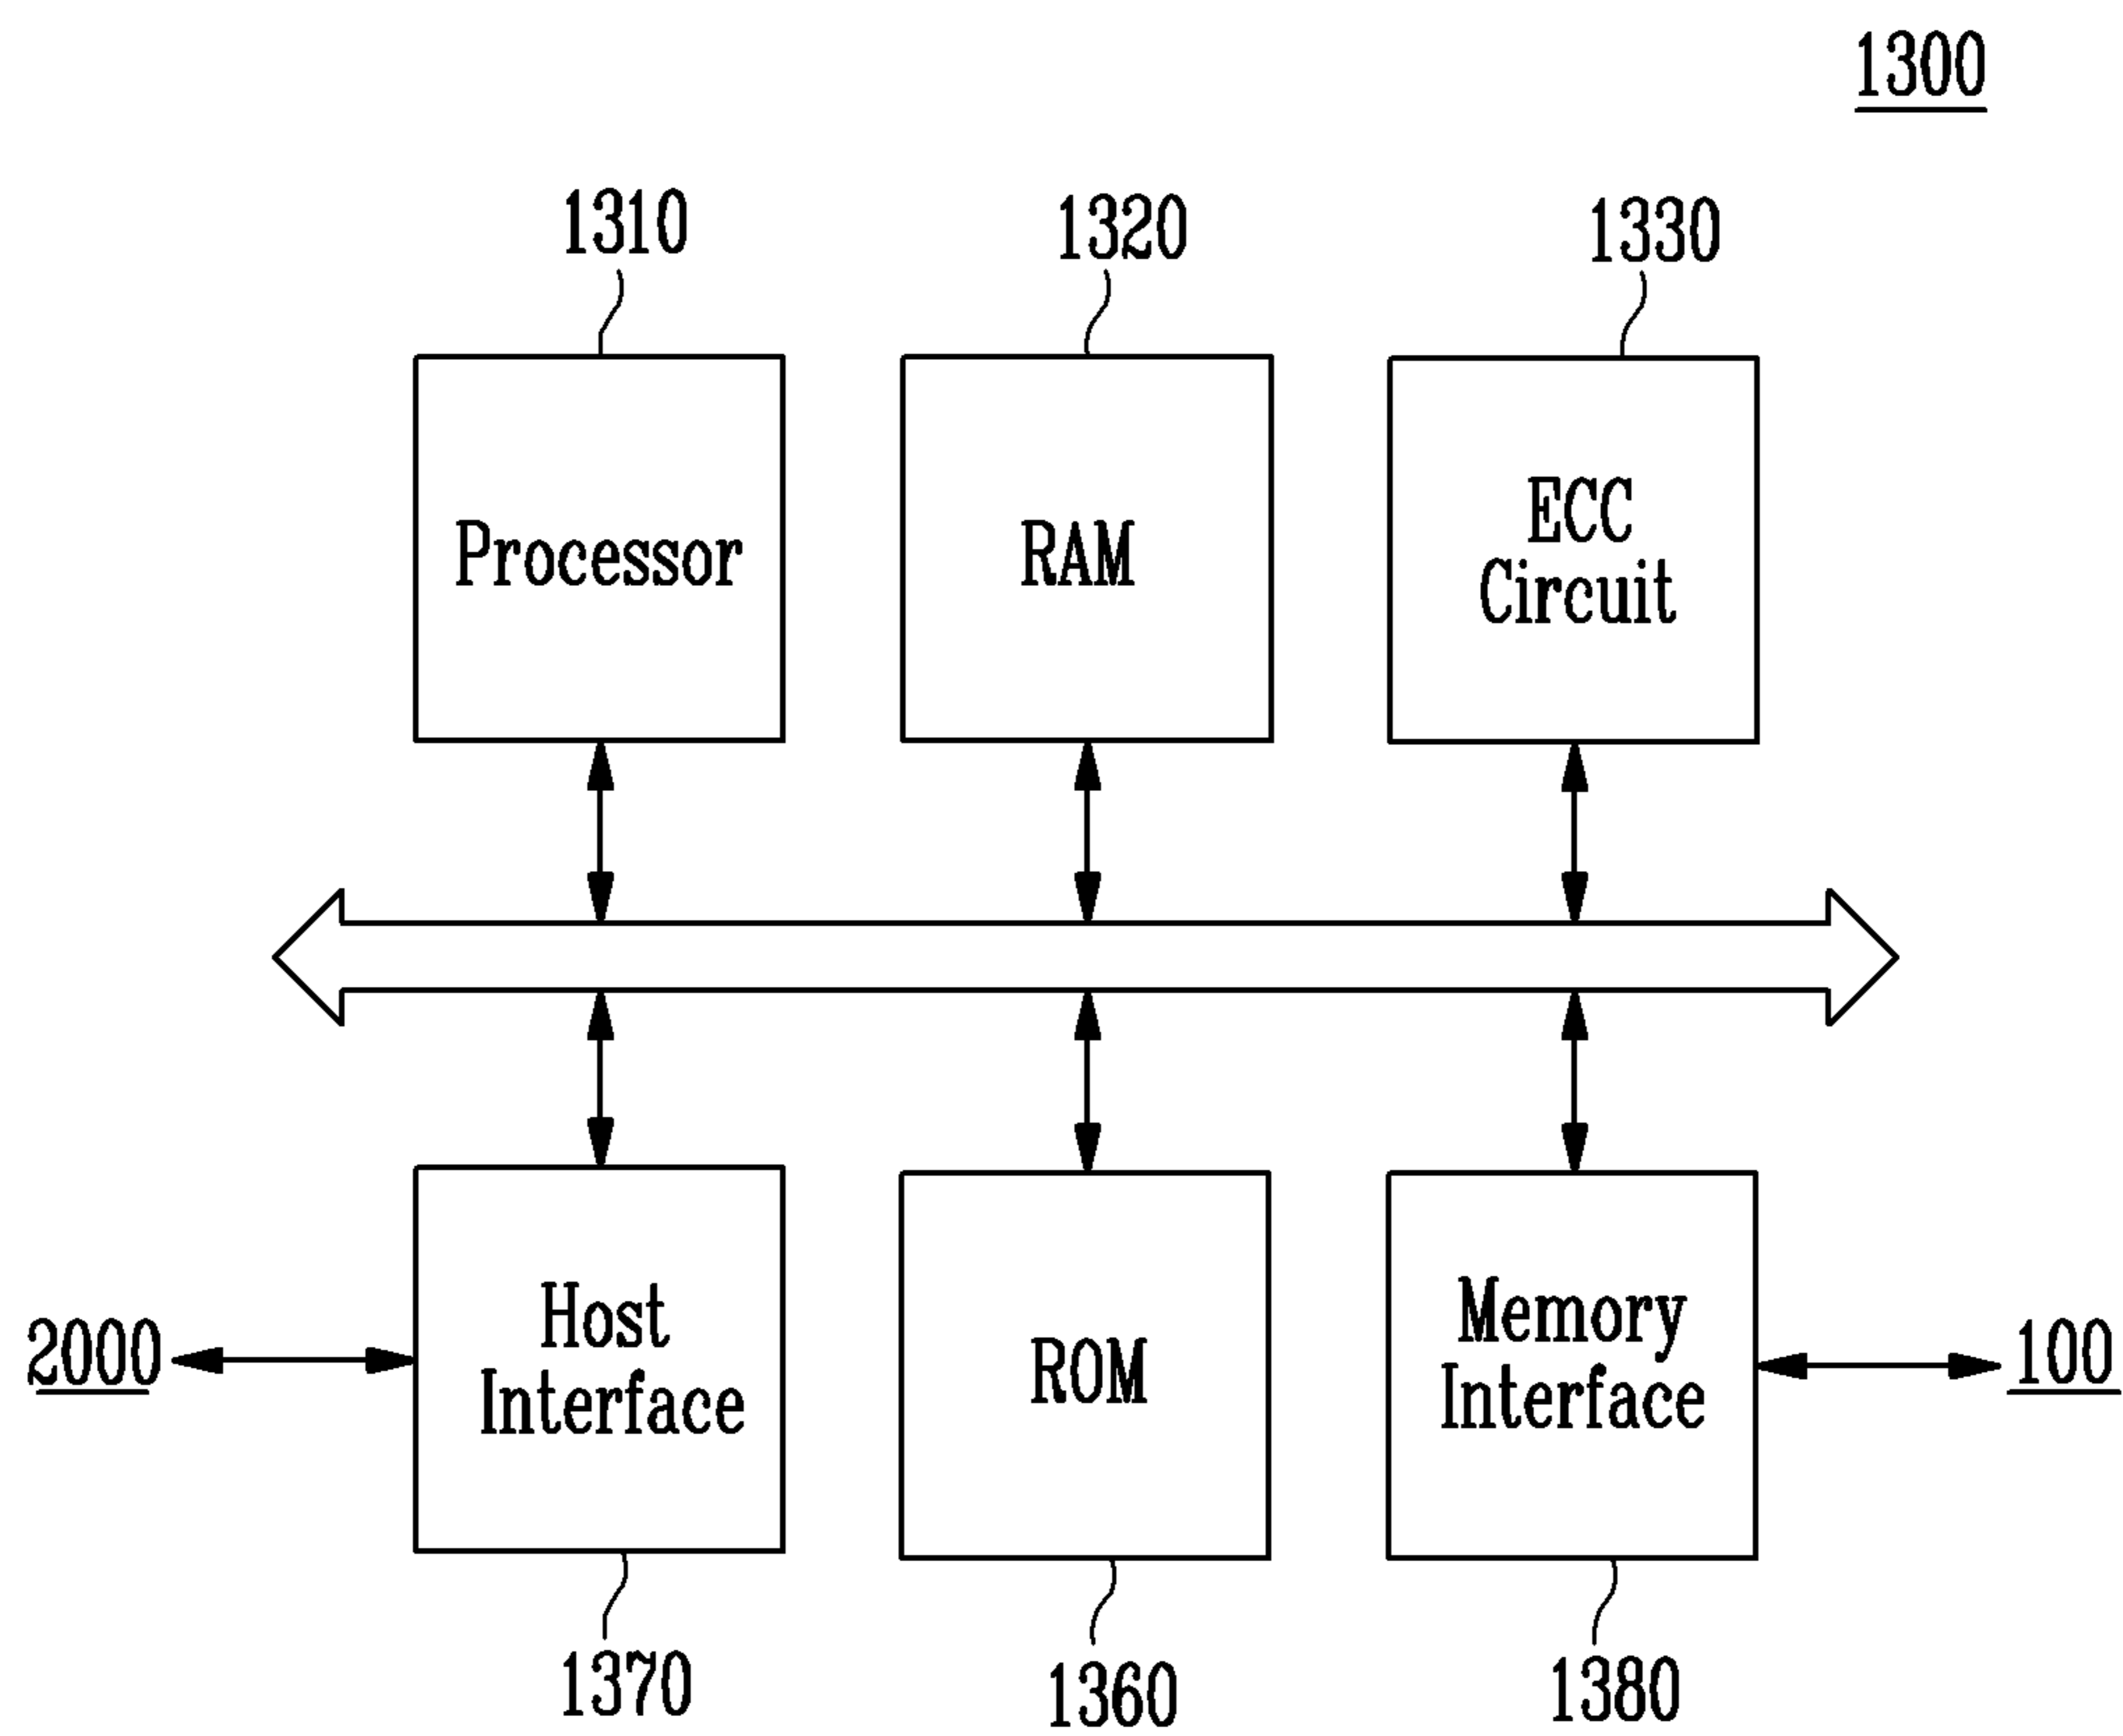 1300
1310
1320
1330
Processor
RAM
ECC
Circuit
2000
Host
Interface
ROM
Memory
Interface
100
1370
1360
1380